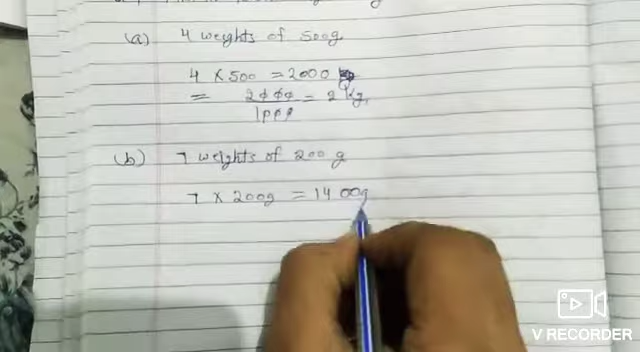 (a) 4 weights of 500g
4 × 500 = 2000
= 2000/1000 = 2 kg.
(b) 7 weights of 200 g
7 × 200g = 1400g
V RECORDER